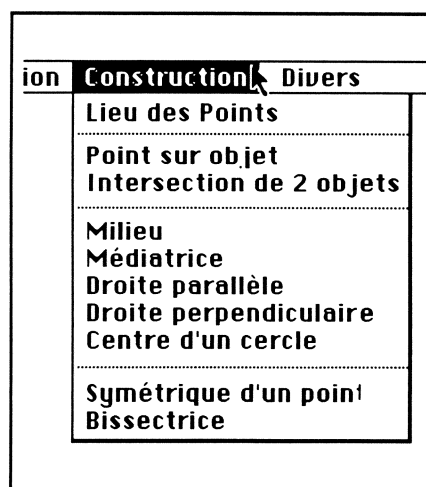 ion Construction Divers
Lieu des Points
Point sur objet
Intersection de 2 objets
Milieu
Médiatrice
Droite parallèle
Droite perpendiculaire
Centre d'un cercle
Symétrique d'un point
Bissectrice